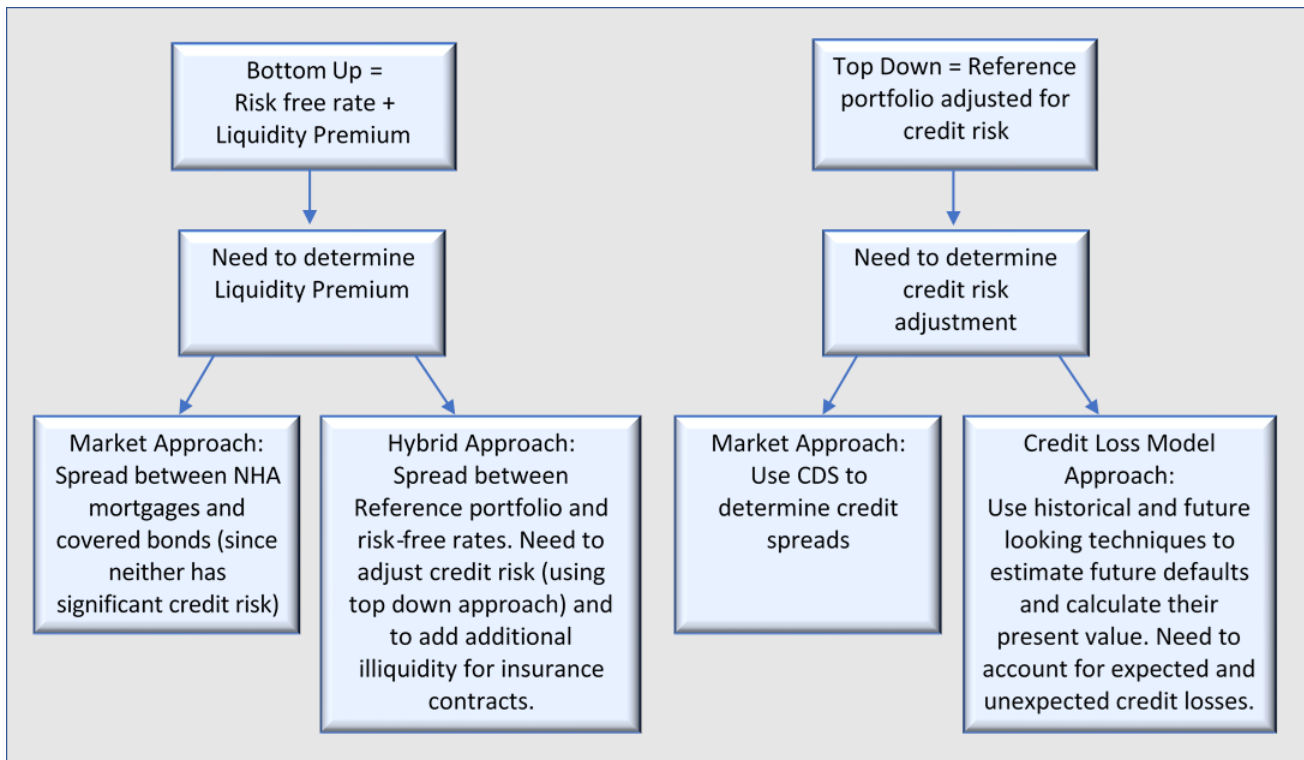 Bottom Up =
Risk free rate +
Liquidity Premium
Top Down = Reference
portfolio adjusted for
credit risk
Need to determine
Liquidity Premium
Need to determine
credit risk
adjustment
Market Approach:
Spread between NHA
mortgages and
covered bonds (since
neither has
significant credit risk)
Hybrid Approach:
Spread between
Reference portfolio and
risk-free rates. Need to
adjust credit risk (using
top down approach) and
to add additional
illiquidity for insurance
contracts.
Market Approach:
Use CDS to
determine credit
spreads
Credit Loss Model
Approach:
Use historical and future
looking techniques to
estimate future defaults
and calculate their
present value. Need to
account for expected and
unexpected credit losses.